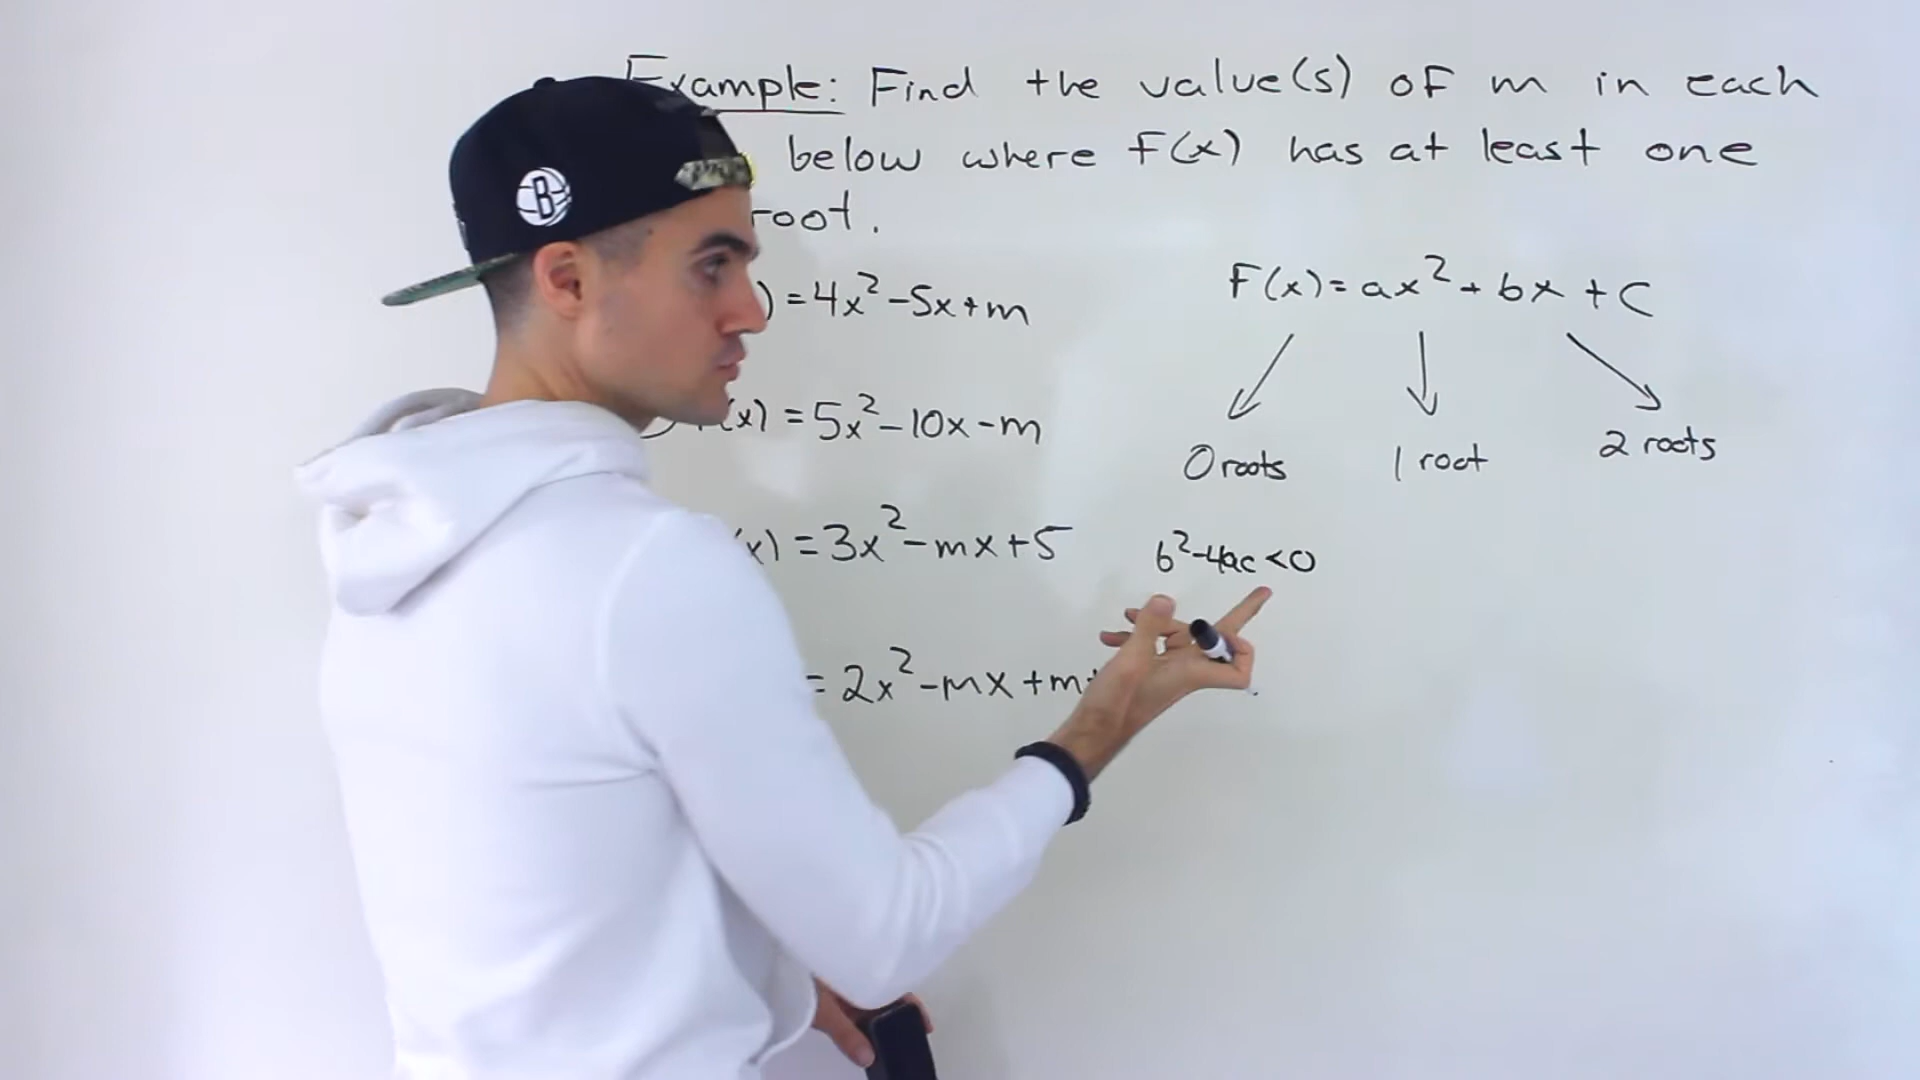 Example: Find the value(s) of m in each
below where f(x) has at least one
root.
) = 4x² - 5x + m
f(x) = 5x² - 10x - m
(x) = 3x² - mx + 5
= 2x² - mx + m
f(x) = ax² + bx + c
0 roots
1 root
2 roots
b² - 4ac < 0
B